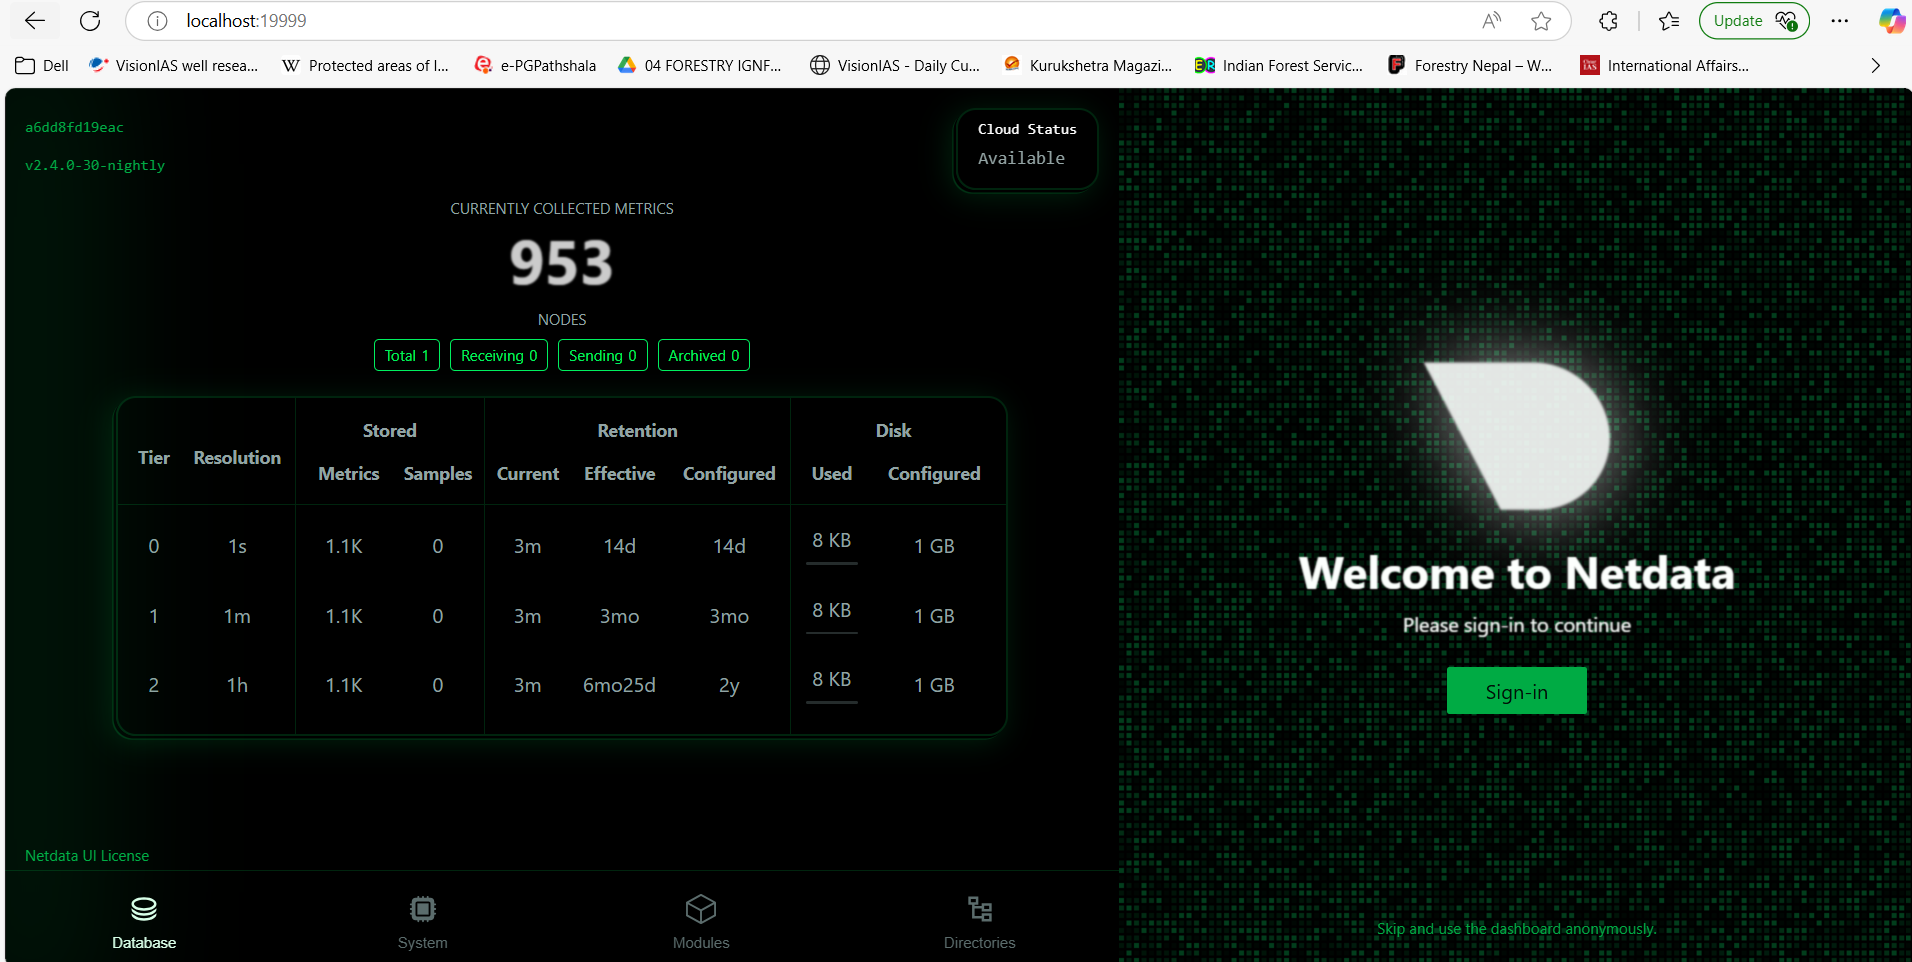 localhost:19999
Update
Dell
VisionIAS well resea...
Protected areas of I...
e-PGPathshala
04 FORESTRY IGNF...
VisionIAS - Daily Cu...
Kurukshetra Magazi...
Indian Forest Servic...
Forestry Nepal – W...
International Affairs...
a6dd8fd19eac
v2.4.0-30-nightly
Cloud Status
Available
CURRENTLY COLLECTED METRICS
953
NODES
Total 1 Receiving 0 Sending 0 Archived 0
Stored Retention Disk
Tier Resolution Metrics Samples Current Effective Configured Used Configured
0 1s 1.1K 0 3m 14d 14d 8 KB 1 GB
1 1m 1.1K 0 3m 3mo 3mo 8 KB 1 GB
2 1h 1.1K 0 3m 6mo25d 2y 8 KB 1 GB
Netdata UI License
Database System Modules Directories
Welcome to Netdata
Please sign-in to continue
Sign-in
Skip and use the dashboard anonymously.